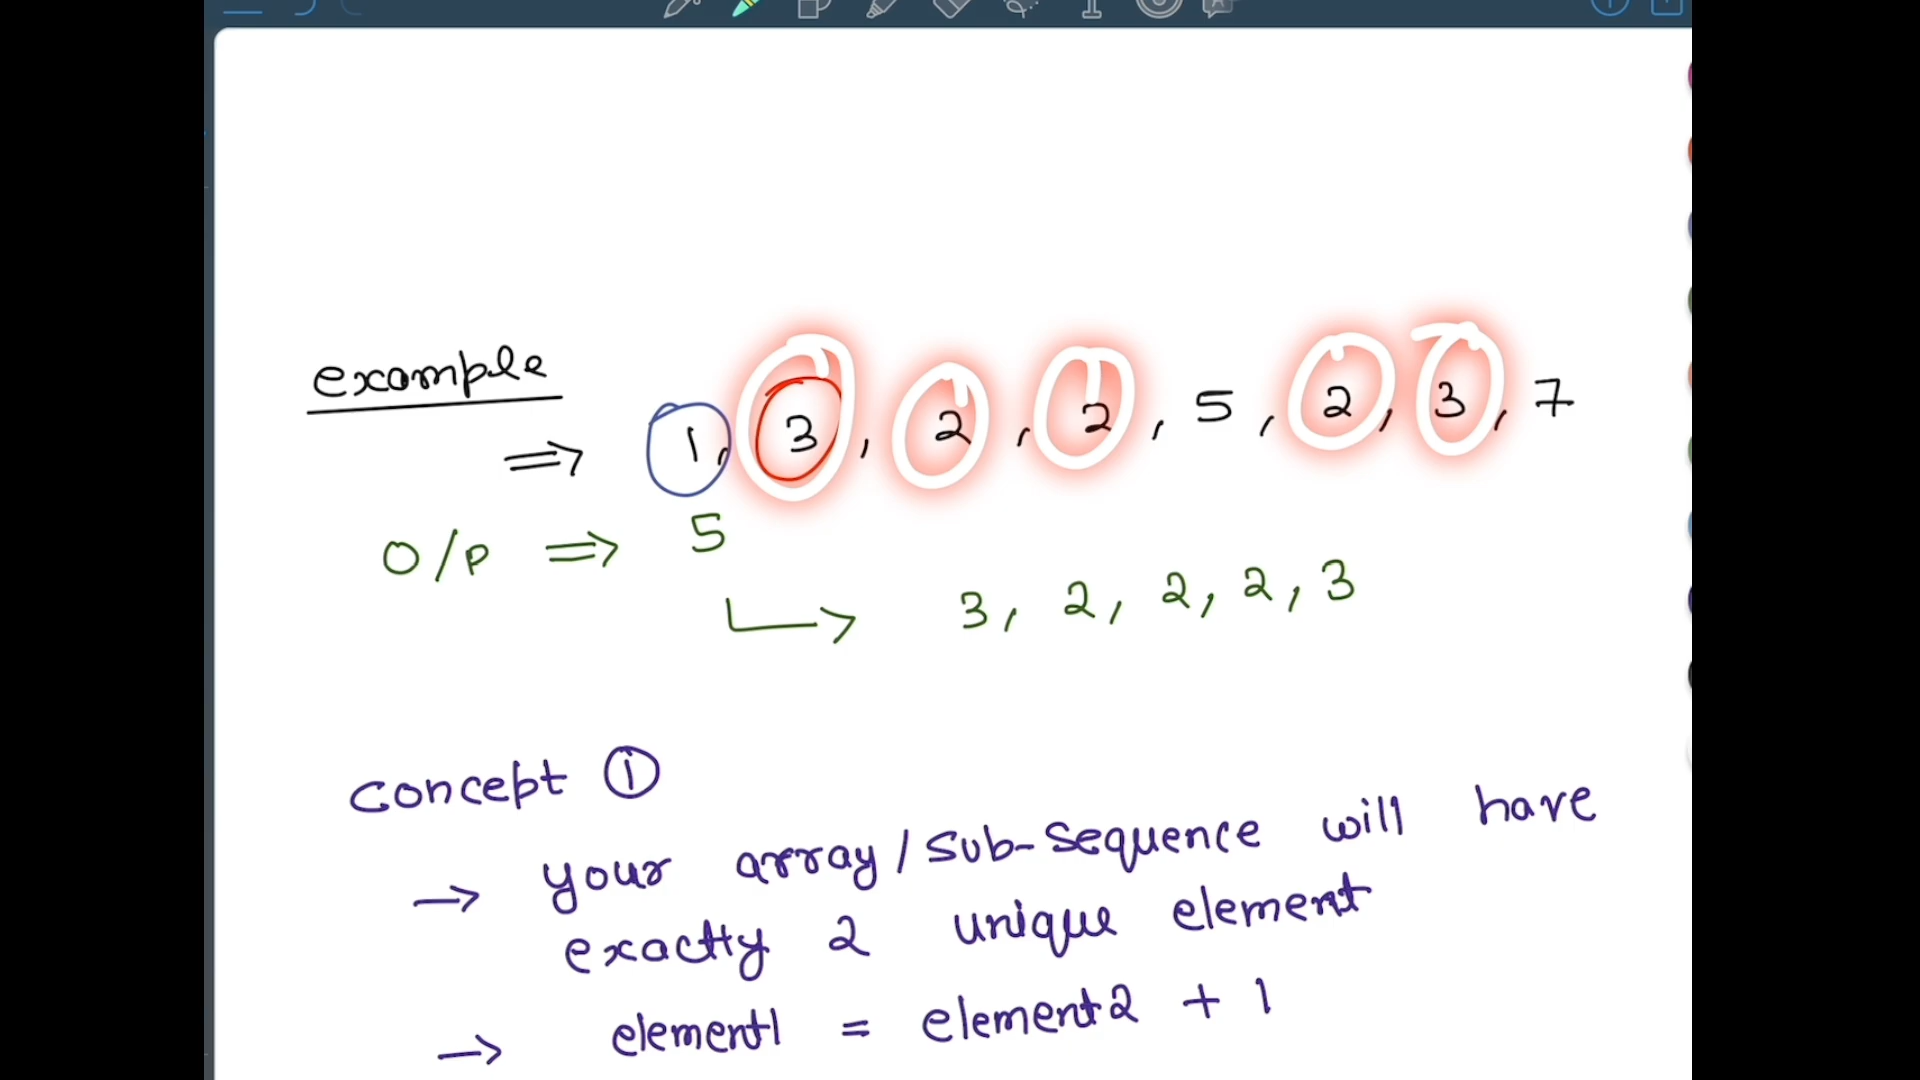 example
⇒ 1, 3, 2, 2, 5, 2, 3, 7
O/P ⇒ 5
↳ 3, 2, 2, 2, 3
Concept ①
→ your array / Sub-Sequence will have
exactly 2 unique element
→ element1 = element2 + 1